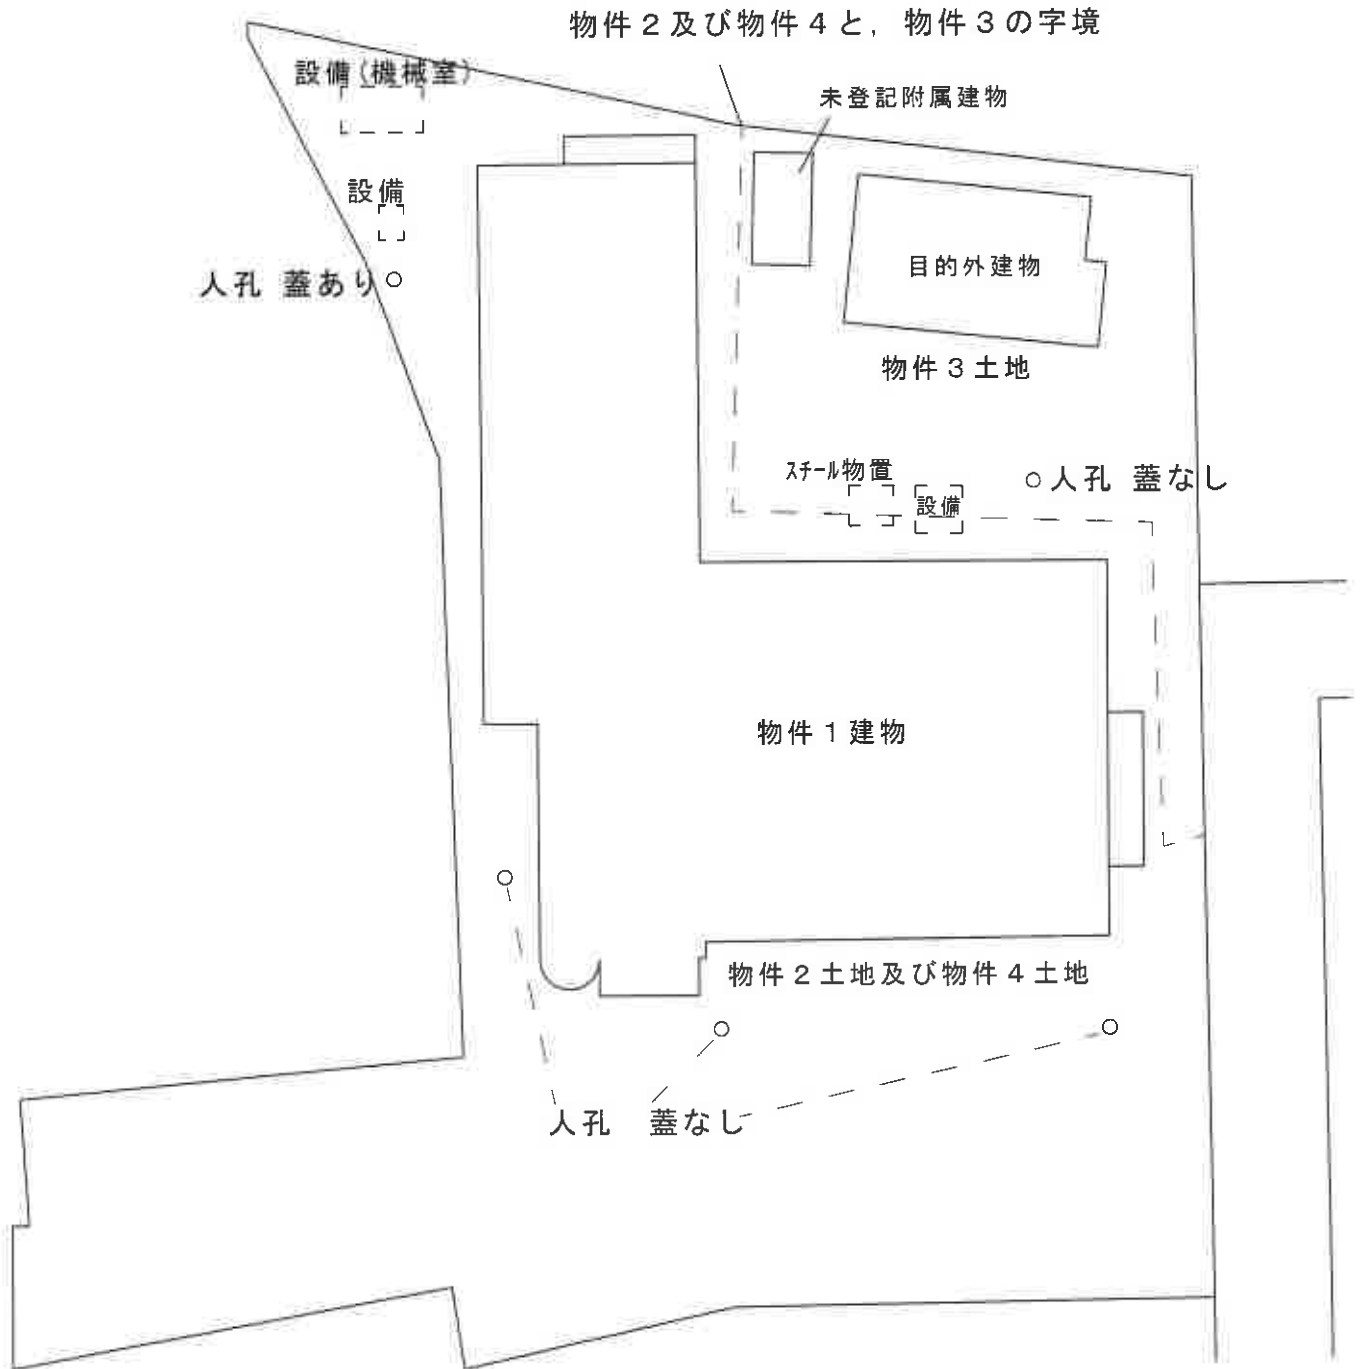 物件２及び物件４と，物件３の字境
設備（機械室）
未登記附属建物
設備
目的外建物
人孔 蓋あり
物件３土地
ｽﾁｰﾙ物置
人孔 蓋なし
設備
物件１建物
物件２土地及び物件４土地
人孔 蓋なし